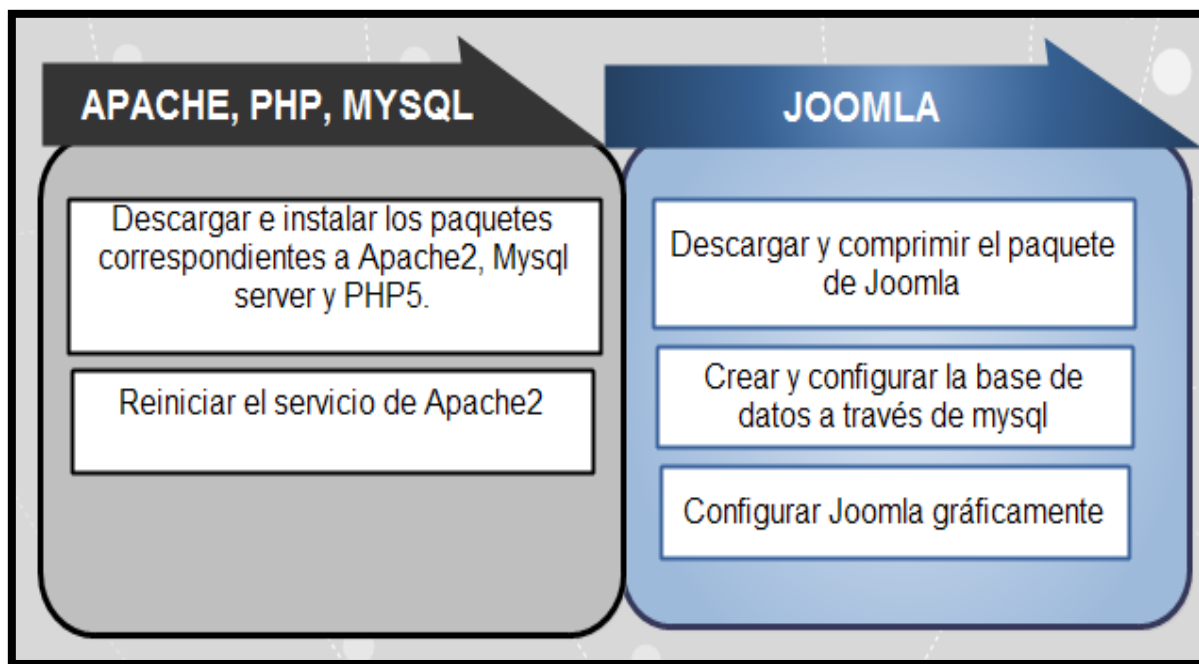 APACHE, PHP, MYSQL
Descargar e instalar los paquetes
correspondientes a Apache2, Mysql
server y PHP5.
Reiniciar el servicio de Apache2
JOOMLA
Descargar y comprimir el paquete
de Joomla
Crear y configurar la base de
datos a través de mysql
Configurar Joomla gráficamente